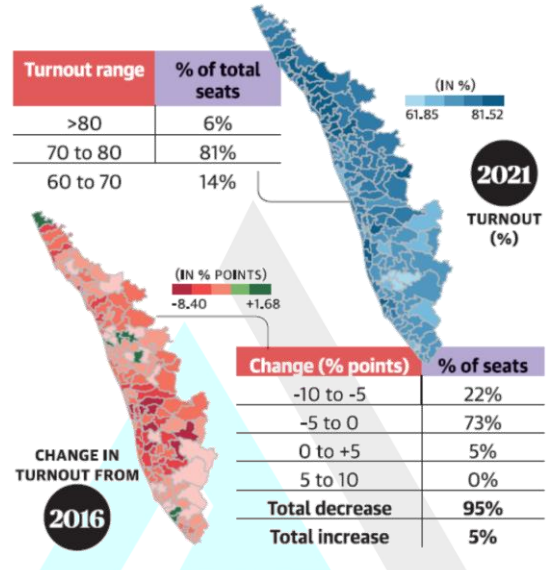 Turnout range % of total seats
>80 6%
70 to 80 81%
60 to 70 14%
(IN %)
61.85 81.52
2021
TURNOUT
(%)
(IN % POINTS)
-8.40 +1.68
Change (% points) % of seats
-10 to -5 22%
-5 to 0 73%
0 to +5 5%
5 to 10 0%
Total decrease 95%
Total increase 5%
CHANGE IN
TURNOUT FROM
2016